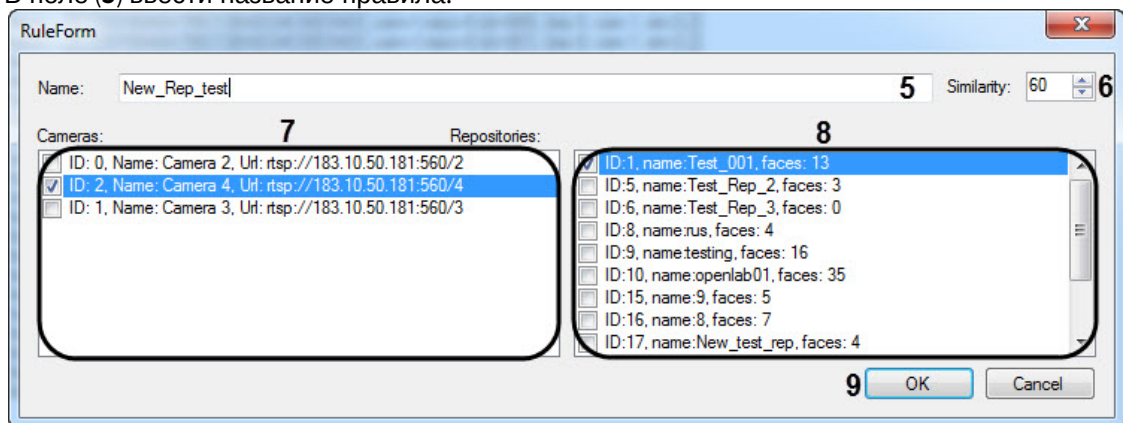 В поле (5) ввести название правила.
RuleForm
Name: New_Rep_test 5 Similarity: 60 6
Cameras: 7 Repositories: 8
ID: 0, Name: Camera 2, Url: rtsp://183.10.50.181:560/2
ID: 2, Name: Camera 4, Url: rtsp://183.10.50.181:560/4
ID: 1, Name: Camera 3, Url: rtsp://183.10.50.181:560/3
ID:1, name:Test_001, faces: 13
ID:5, name:Test_Rep_2, faces: 3
ID:6, name:Test_Rep_3, faces: 0
ID:8, name:rus, faces: 4
ID:9, name:testing, faces: 16
ID:10, name:openlab01, faces: 35
ID:15, name:9, faces: 5
ID:16, name:8, faces: 7
ID:17, name:New_test_rep, faces: 4
9 OK Cancel